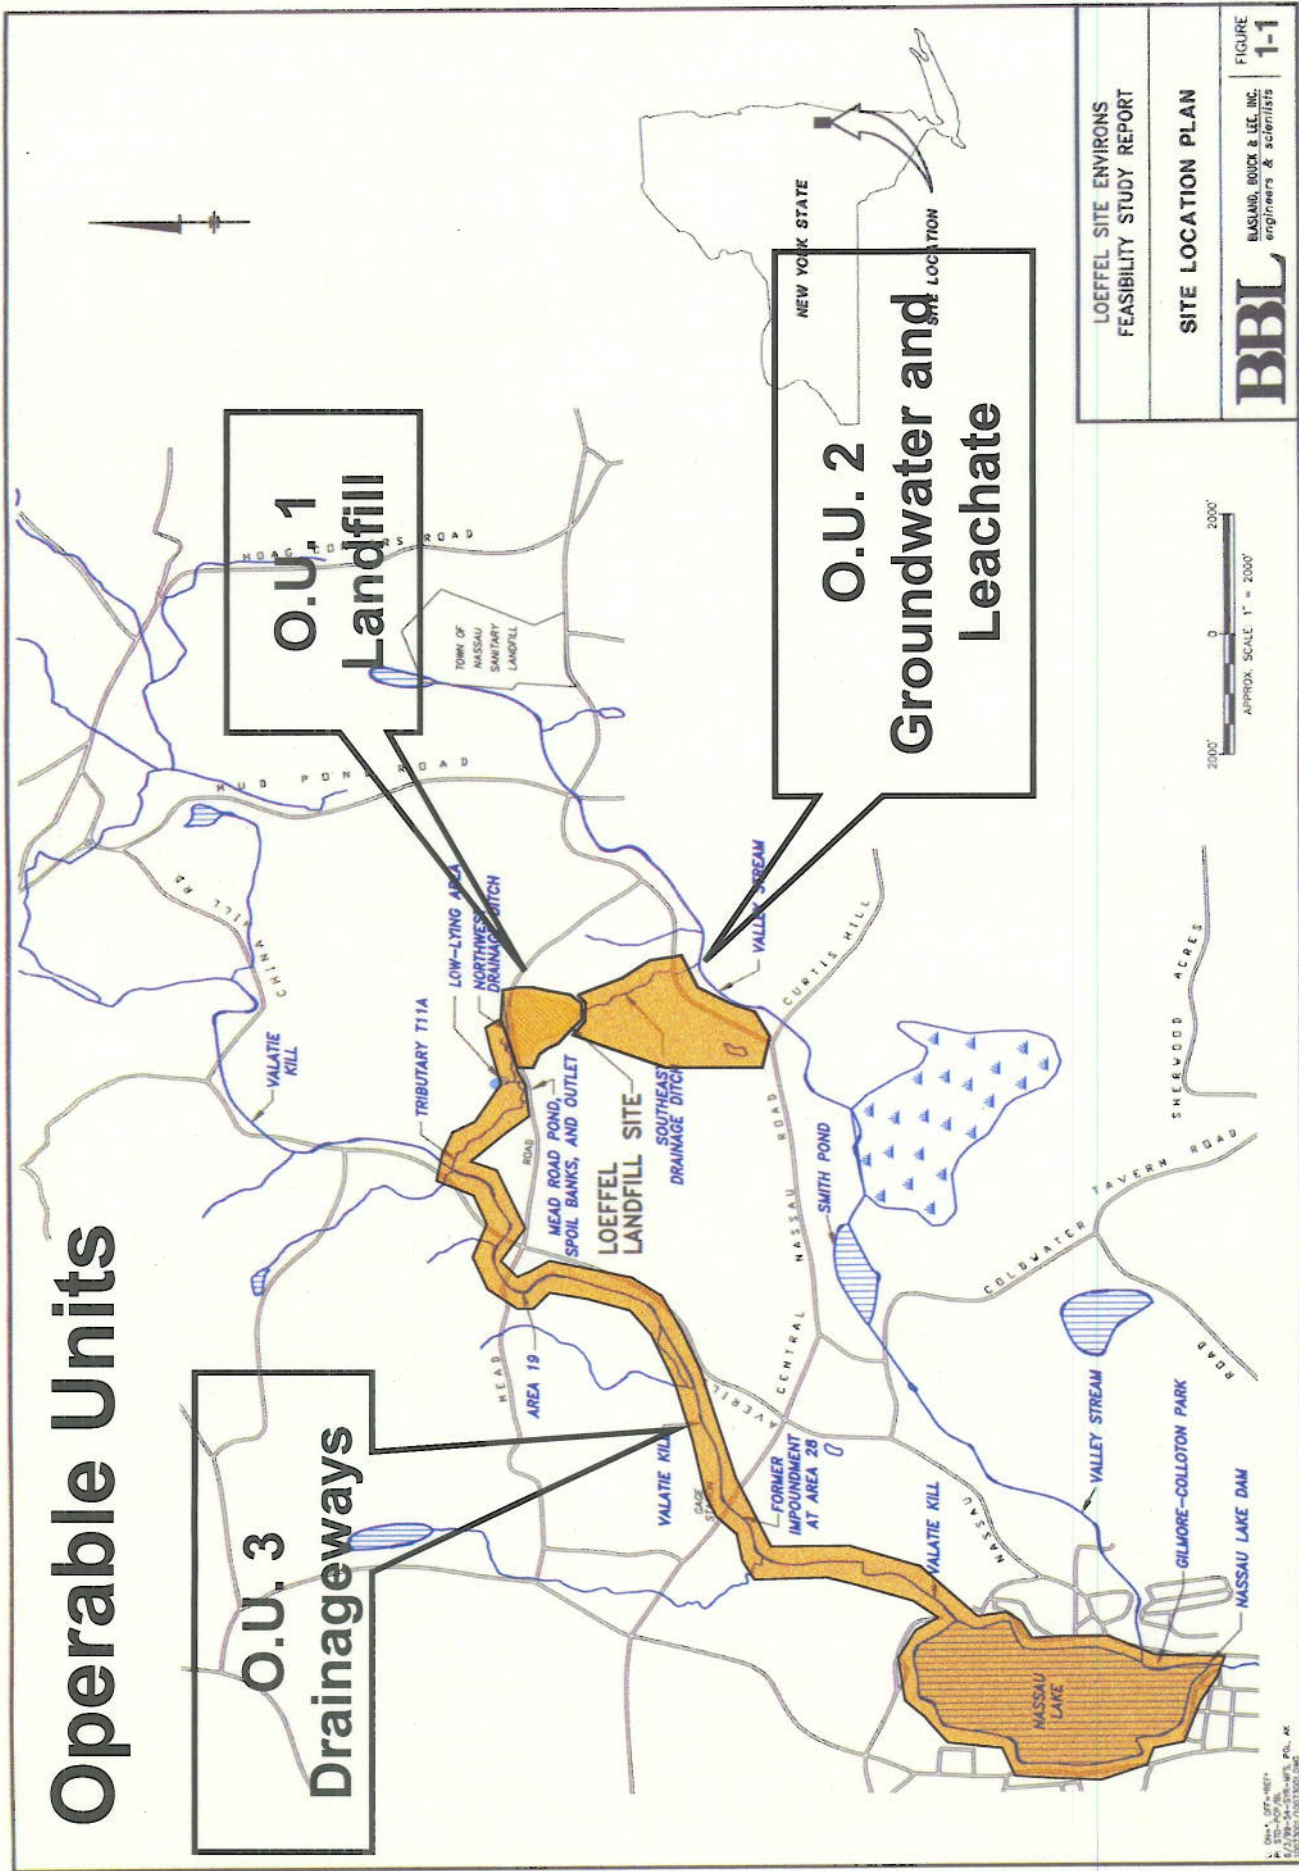 Operable Units
O.U. 3
Drainageways
O.U. 1
Landfill
O.U. 2
Groundwater and
Leachate
HOAG CORNERS ROAD
TOWN OF
NASSAU
SANITARY
LANDFILL
MUD POND ROAD
CHINA HILL RD
VALATIE
KILL
TRIBUTARY T11A
LOW-LYING AREA
NORTHWEST
DRAINAGE DITCH
ROAD
MEAD ROAD POND,
SPOIL BANKS, AND OUTLET
LOEFFEL
LANDFILL SITE
SOUTHEAST
DRAINAGE DITCH
VALLEY STREAM
CURTIS HILL
MEAD
AREA 19
VALATIE KILL
GAGE
STATION
AVERIL
CENTRAL NASSAU ROAD
SMITH POND
FORMER
IMPOUNDMENT
AT AREA 28
VALATIE KILL
NASSAU
COLDWATER TAVERN ROAD
SHERWOOD ACRES
ROAD
VALLEY STREAM
GILMORE-COLLOTON PARK
NASSAU LAKE DAM
NASSAU
LAKE
NEW YORK STATE
SITE LOCATION
2000' 0 2000'
APPROX. SCALE: 1" = 2000'
LOEFFEL SITE ENVIRONS
FEASIBILITY STUDY REPORT
SITE LOCATION PLAN
BBL
BLASLAND, BOUCK & LEE, INC.
engineers & scientists
FIGURE
1-1